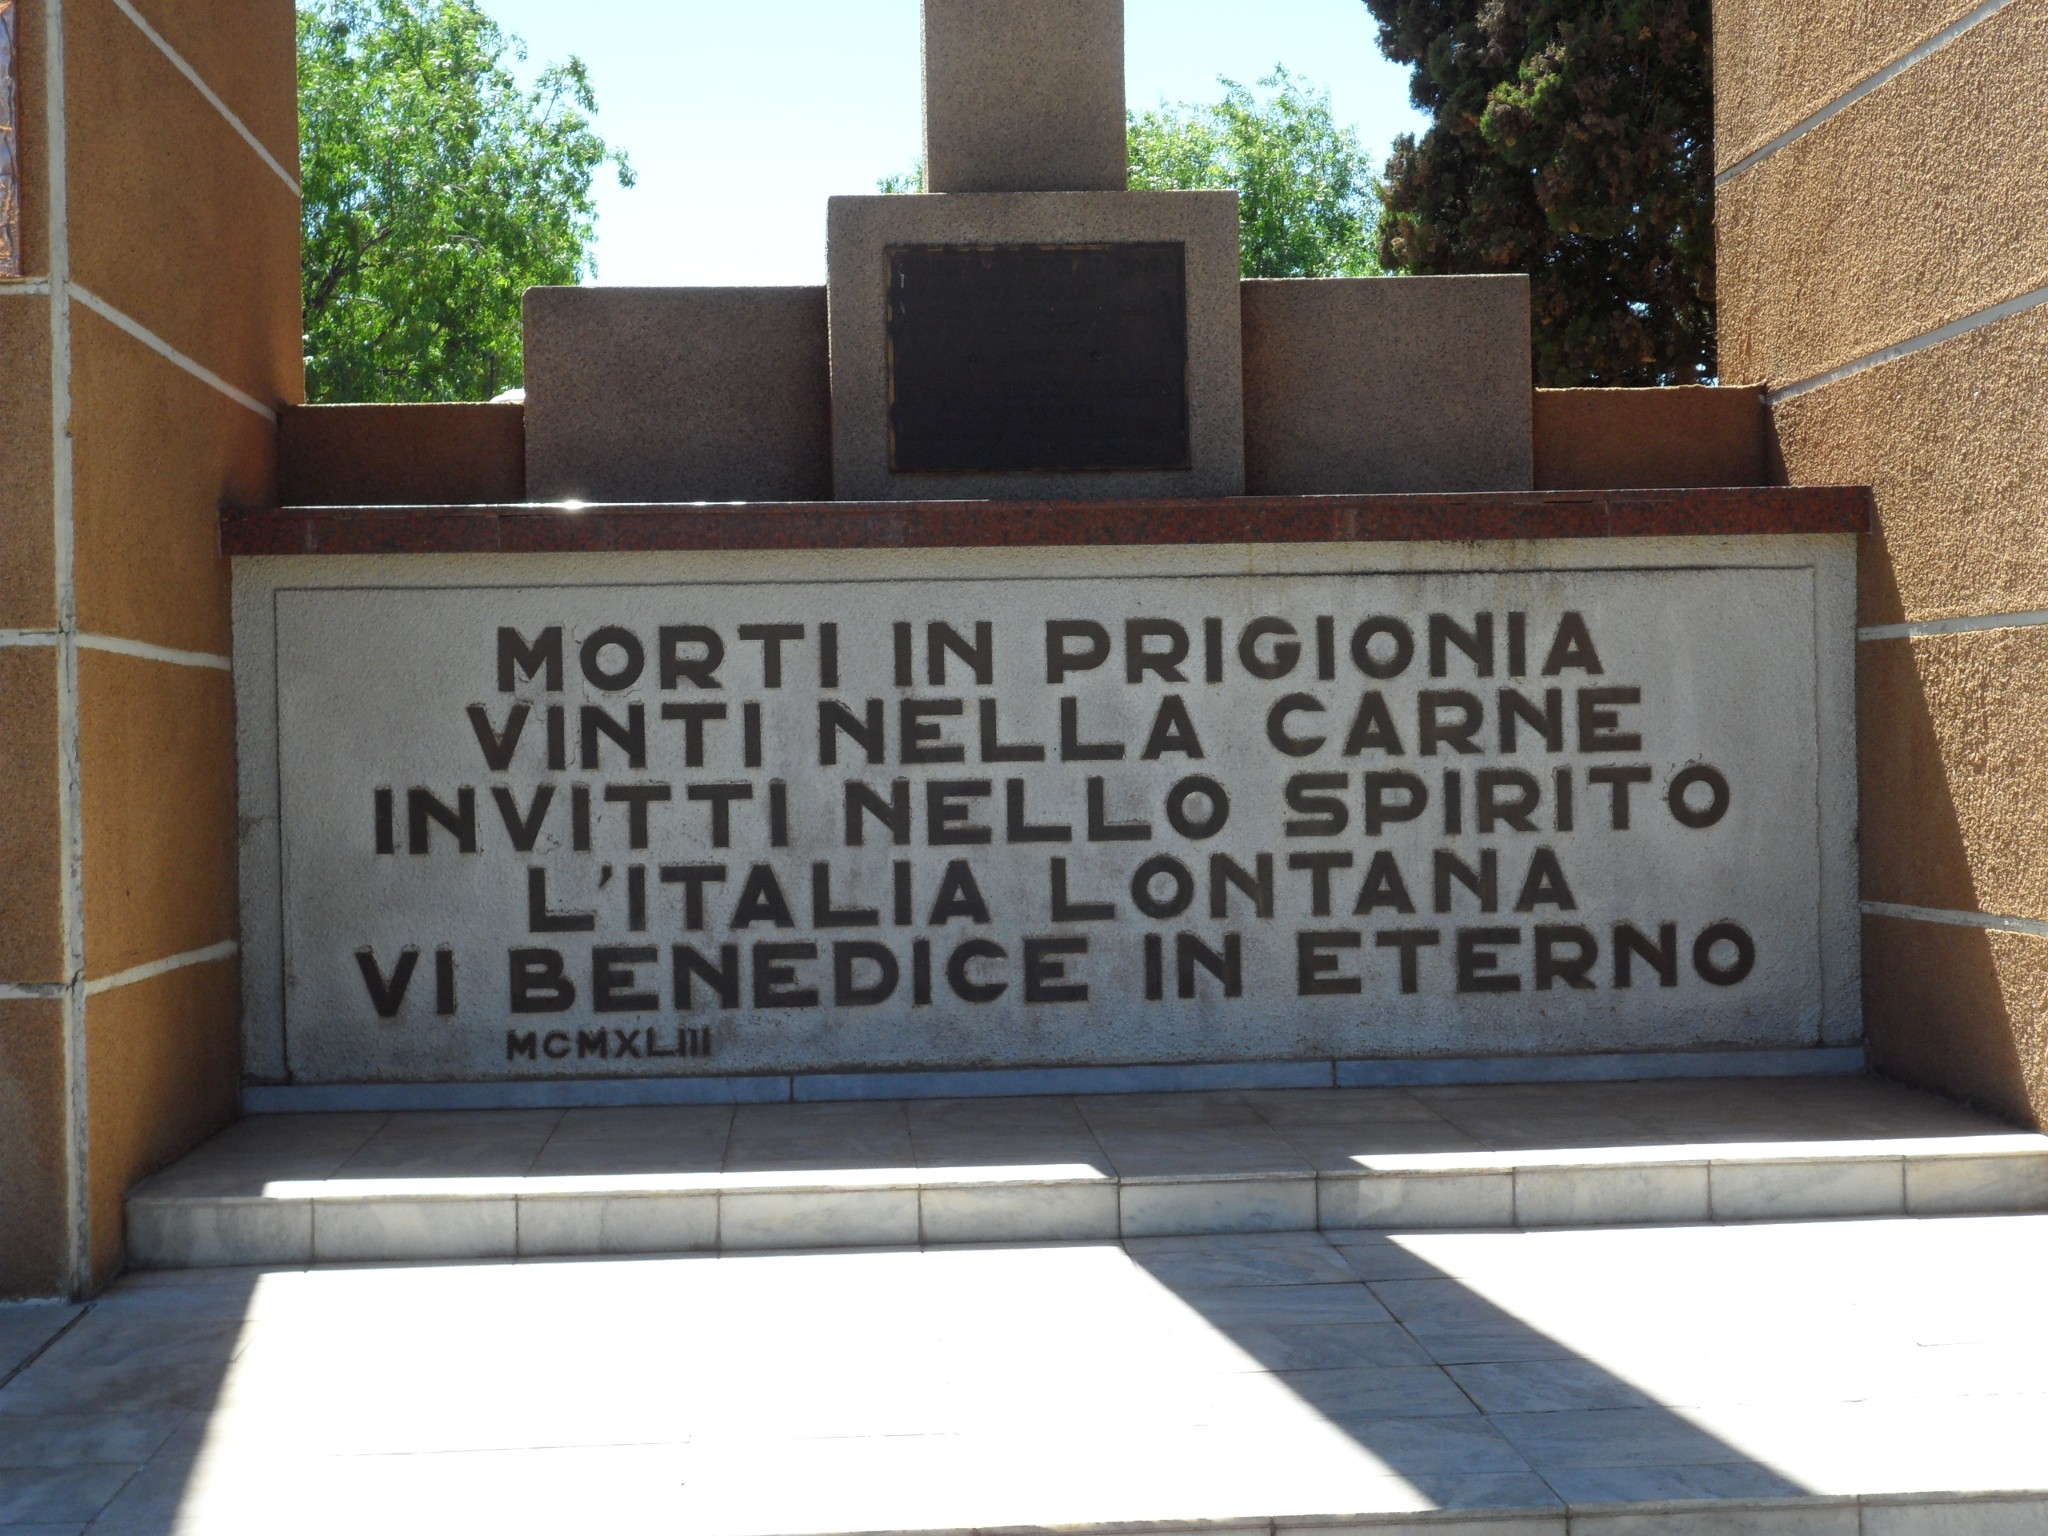 MORTI IN PRIGIONIA
VINTI NELLA CARNE
INVITTI NELLO SPIRITO
L'ITALIA LONTANA
VI BENEDICE IN ETERNO
MCMXLIII